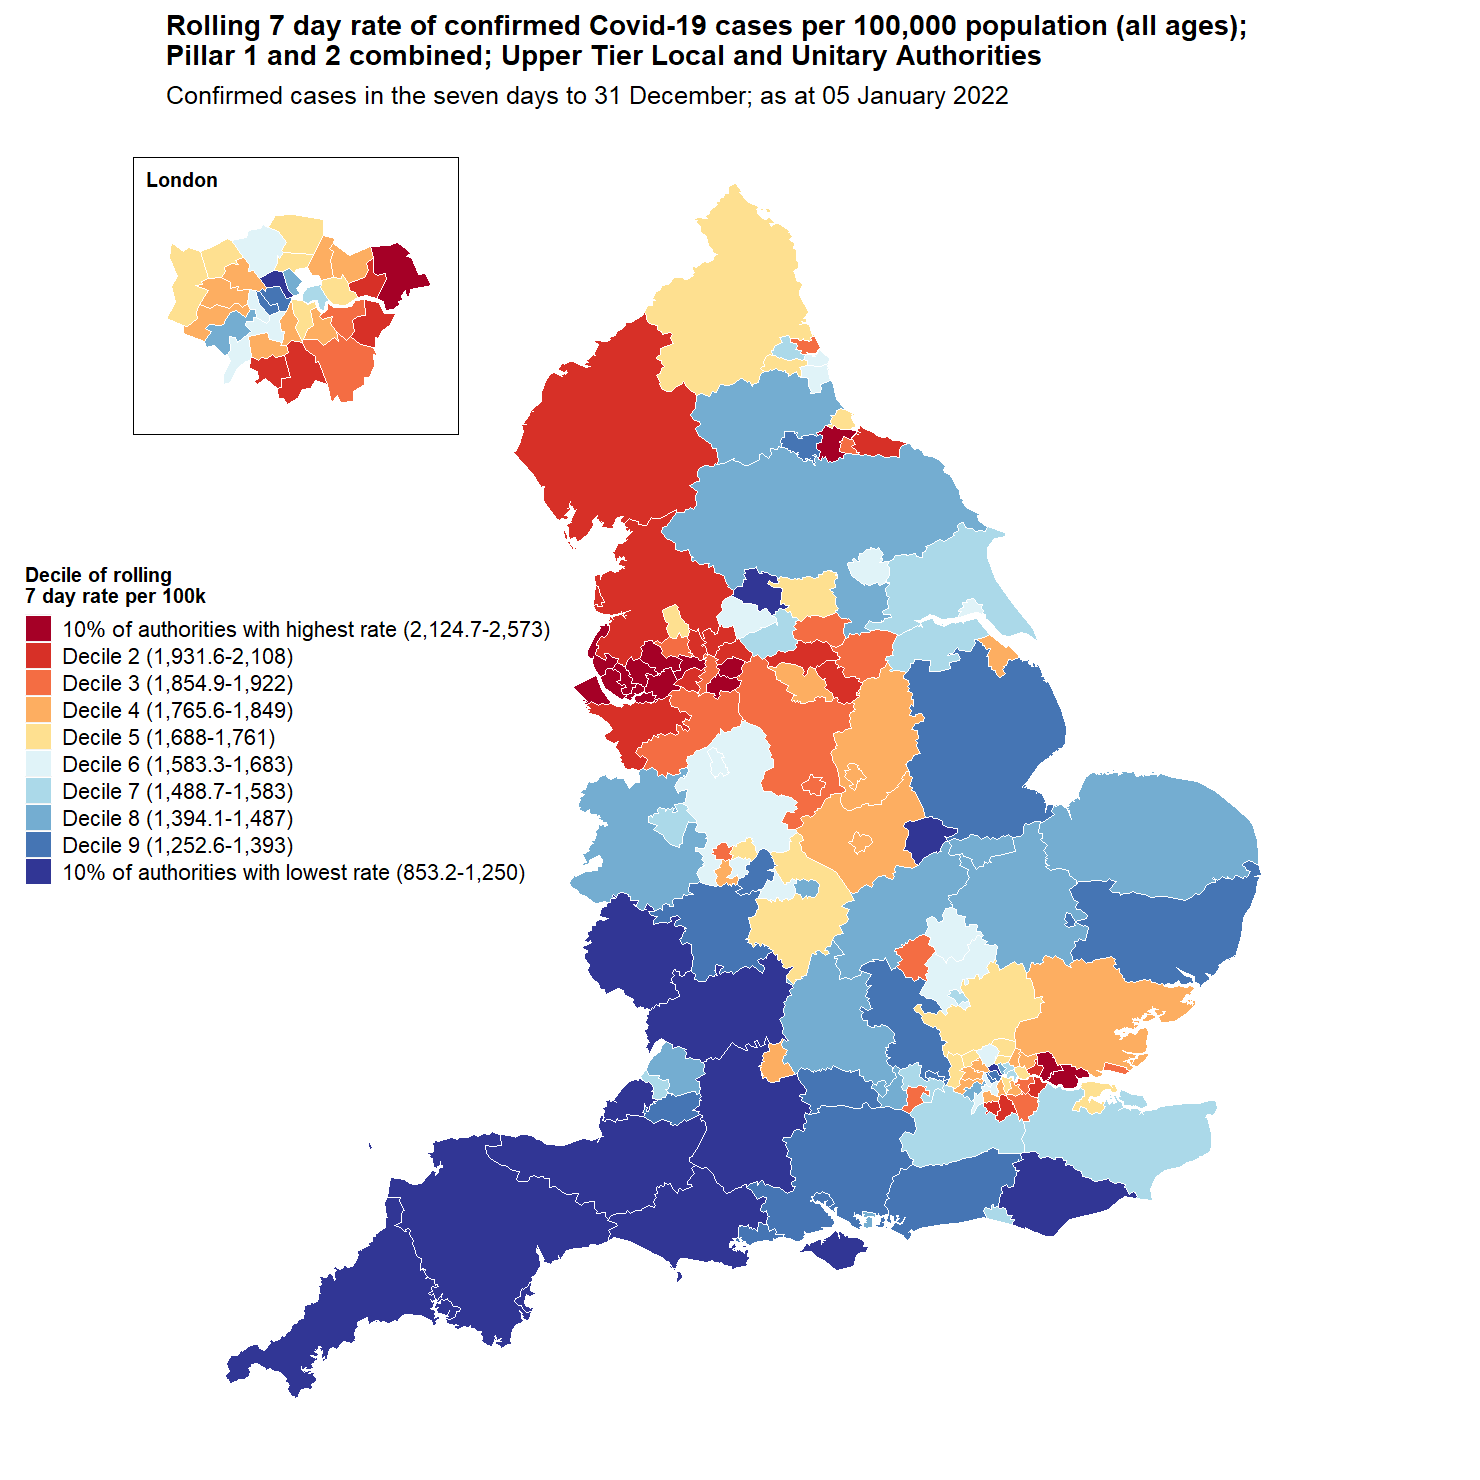 Rolling 7 day rate of confirmed Covid-19 cases per 100,000 population (all ages);
Pillar 1 and 2 combined; Upper Tier Local and Unitary Authorities
Confirmed cases in the seven days to 31 December; as at 05 January 2022
London
Decile of rolling
7 day rate per 100k
10% of authorities with highest rate (2,124.7-2,573)
Decile 2 (1,931.6-2,108)
Decile 3 (1,854.9-1,922)
Decile 4 (1,765.6-1,849)
Decile 5 (1,688-1,761)
Decile 6 (1,583.3-1,683)
Decile 7 (1,488.7-1,583)
Decile 8 (1,394.1-1,487)
Decile 9 (1,252.6-1,393)
10% of authorities with lowest rate (853.2-1,250)